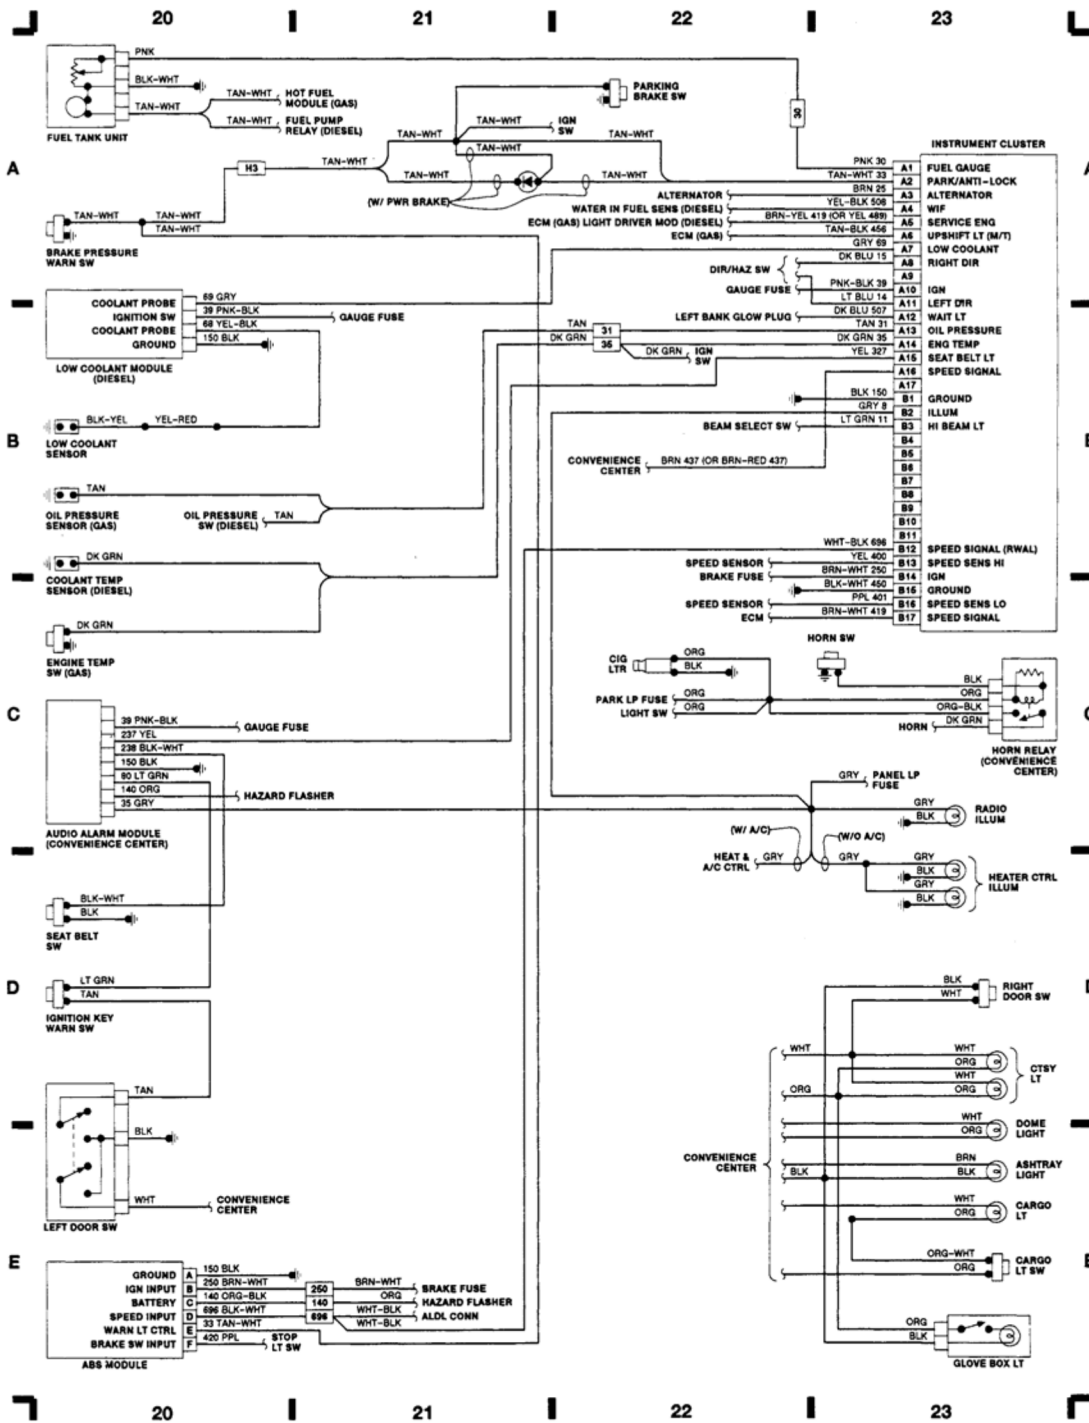 20 21 22 23
PNK
BLK-WHT
TAN-WHT
TAN-WHT
HOT FUEL
MODULE (GAS)
TAN-WHT
FUEL PUMP
RELAY (DIESEL)
FUEL TANK UNIT
PARKING
BRAKE SW
30
TAN-WHT
IGN
SW
TAN-WHT
TAN-WHT
TAN-WHT
INSTRUMENT CLUSTER
A
H3
TAN-WHT
TAN-WHT
TAN-WHT
(W/ PWR BRAKE)
A
TAN-WHT
TAN-WHT
TAN-WHT
BRAKE PRESSURE
WARN SW
PNK 30 A1 FUEL GAUGE
TAN-WHT 33 A2 PARK/ANTI-LOCK
ALTERNATOR BRN 25 A3 ALTERNATOR
WATER IN FUEL SENS (DIESEL) YEL-BLK 508 A4 WIF
ECM (GAS) LIGHT DRIVER MOD (DIESEL) BRN-YEL 419 (OR YEL 489) A5 SERVICE ENG
ECM (GAS) TAN-BLK 456 A6 UPSHIFT LT (M/T)
GRY 69 A7 LOW COOLANT
DK BLU 15 A8 RIGHT DIR
DIR/HAZ SW A9
GAUGE FUSE PNK-BLK 39 A10 IGN
LT BLU 14 A11 LEFT DIR
LEFT BANK GLOW PLUG DK BLU 507 A12 WAIT LT
TAN 31 TAN 31 A13 OIL PRESSURE
DK GRN 35 DK GRN 35 A14 ENG TEMP
DK GRN IGN
SW
YEL 327 A15 SEAT BELT LT
A16 SPEED SIGNAL
A17
BLK 150 B1 GROUND
GRY 8 B2 ILLUM
BEAM SELECT SW LT GRN 11 B3 HI BEAM LT
B4
B5
CONVENIENCE
CENTER BRN 437 (OR BRN-RED 437)
B6
B7
B8
B9
B10
B11
WHT-BLK 696 B12 SPEED SIGNAL (RWAL)
SPEED SENSOR YEL 400 B13 SPEED SENS HI
BRAKE FUSE BRN-WHT 250 B14 IGN
BLK-WHT 450 B15 GROUND
SPEED SENSOR PPL 401 B16 SPEED SENS LO
ECM BRN-WHT 419 B17 SPEED SIGNAL
COOLANT PROBE 69 GRY
IGNITION SW 39 PNK-BLK GAUGE FUSE
COOLANT PROBE 68 YEL-BLK
GROUND 150 BLK
LOW COOLANT MODULE
(DIESEL)
B
BLK-YEL YEL-RED
LOW COOLANT
SENSOR
TAN
OIL PRESSURE
SENSOR (GAS)
OIL PRESSURE
SW (DIESEL) TAN
DK GRN
COOLANT TEMP
SENSOR (DIESEL)
DK GRN
ENGINE TEMP
SW (GAS)
HORN SW
CIG
LTR
ORG
BLK
PARK LP FUSE ORG
LIGHT SW ORG
BLK
ORG
ORG-BLK
HORN DK GRN
HORN RELAY
(CONVENIENCE
CENTER)
C
39 PNK-BLK GAUGE FUSE
237 YEL
238 BLK-WHT
150 BLK
80 LT GRN
140 ORG HAZARD FLASHER
35 GRY
AUDIO ALARM MODULE
(CONVENIENCE CENTER)
GRY PANEL LP
FUSE
GRY
BLK
RADIO
ILLUM
(W/ A/C)
(W/O A/C)
HEAT &
A/C CTRL GRY
GRY
GRY
BLK
GRY
BLK
HEATER CTRL
ILLUM
BLK-WHT
BLK
SEAT BELT
SW
D
LT GRN
TAN
IGNITION KEY
WARN SW
BLK
WHT
RIGHT
DOOR SW
TAN
BLK
WHT CONVENIENCE
CENTER
LEFT DOOR SW
WHT WHT
ORG
WHT
ORG ORG
CTSY
LT
WHT
ORG
DOME
LIGHT
CONVENIENCE
CENTER
BRN
BLK BLK
ASHTRAY
LIGHT
WHT
ORG
CARGO
LT
ORG-WHT
ORG
CARGO
LT SW
ORG
BLK
GLOVE BOX LT
E
GROUND A 150 BLK
IGN INPUT B 250 BRN-WHT 250 BRN-WHT BRAKE FUSE
BATTERY C 140 ORG-BLK 140 ORG HAZARD FLASHER
SPEED INPUT D 696 BLK-WHT 696 WHT-BLK ALDL CONN
WARN LT CTRL E 33 TAN-WHT WHT-BLK
BRAKE SW INPUT F 420 PPL STOP
LT SW
ABS MODULE
20 21 22 23